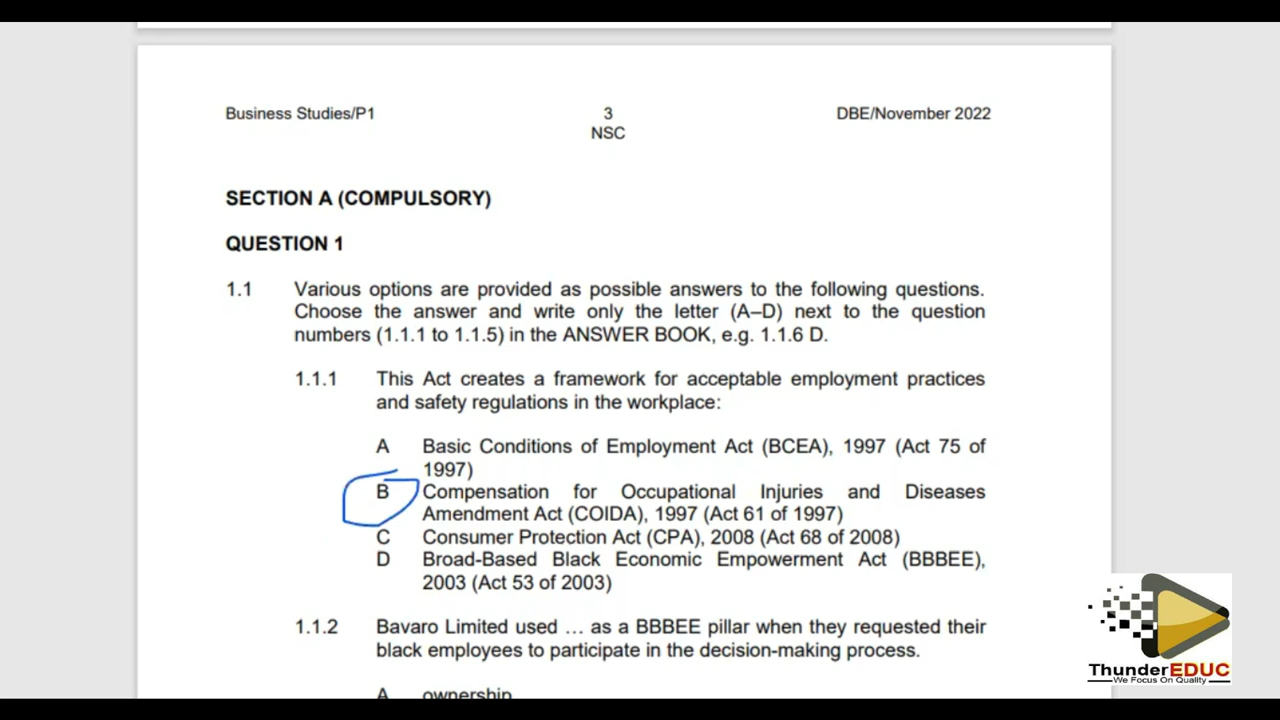 Business Studies/P1 3 DBE/November 2022
NSC
SECTION A (COMPULSORY)
QUESTION 1
1.1 Various options are provided as possible answers to the following questions.
Choose the answer and write only the letter (A–D) next to the question
numbers (1.1.1 to 1.1.5) in the ANSWER BOOK, e.g. 1.1.6 D.
1.1.1 This Act creates a framework for acceptable employment practices
and safety regulations in the workplace:
A Basic Conditions of Employment Act (BCEA), 1997 (Act 75 of
1997)
B Compensation for Occupational Injuries and Diseases
Amendment Act (COIDA), 1997 (Act 61 of 1997)
C Consumer Protection Act (CPA), 2008 (Act 68 of 2008)
D Broad-Based Black Economic Empowerment Act (BBBEE),
2003 (Act 53 of 2003)
1.1.2 Bavaro Limited used ... as a BBBEE pillar when they requested their
black employees to participate in the decision-making process.
A ownership
ThunderEDUC
We Focus On Quality